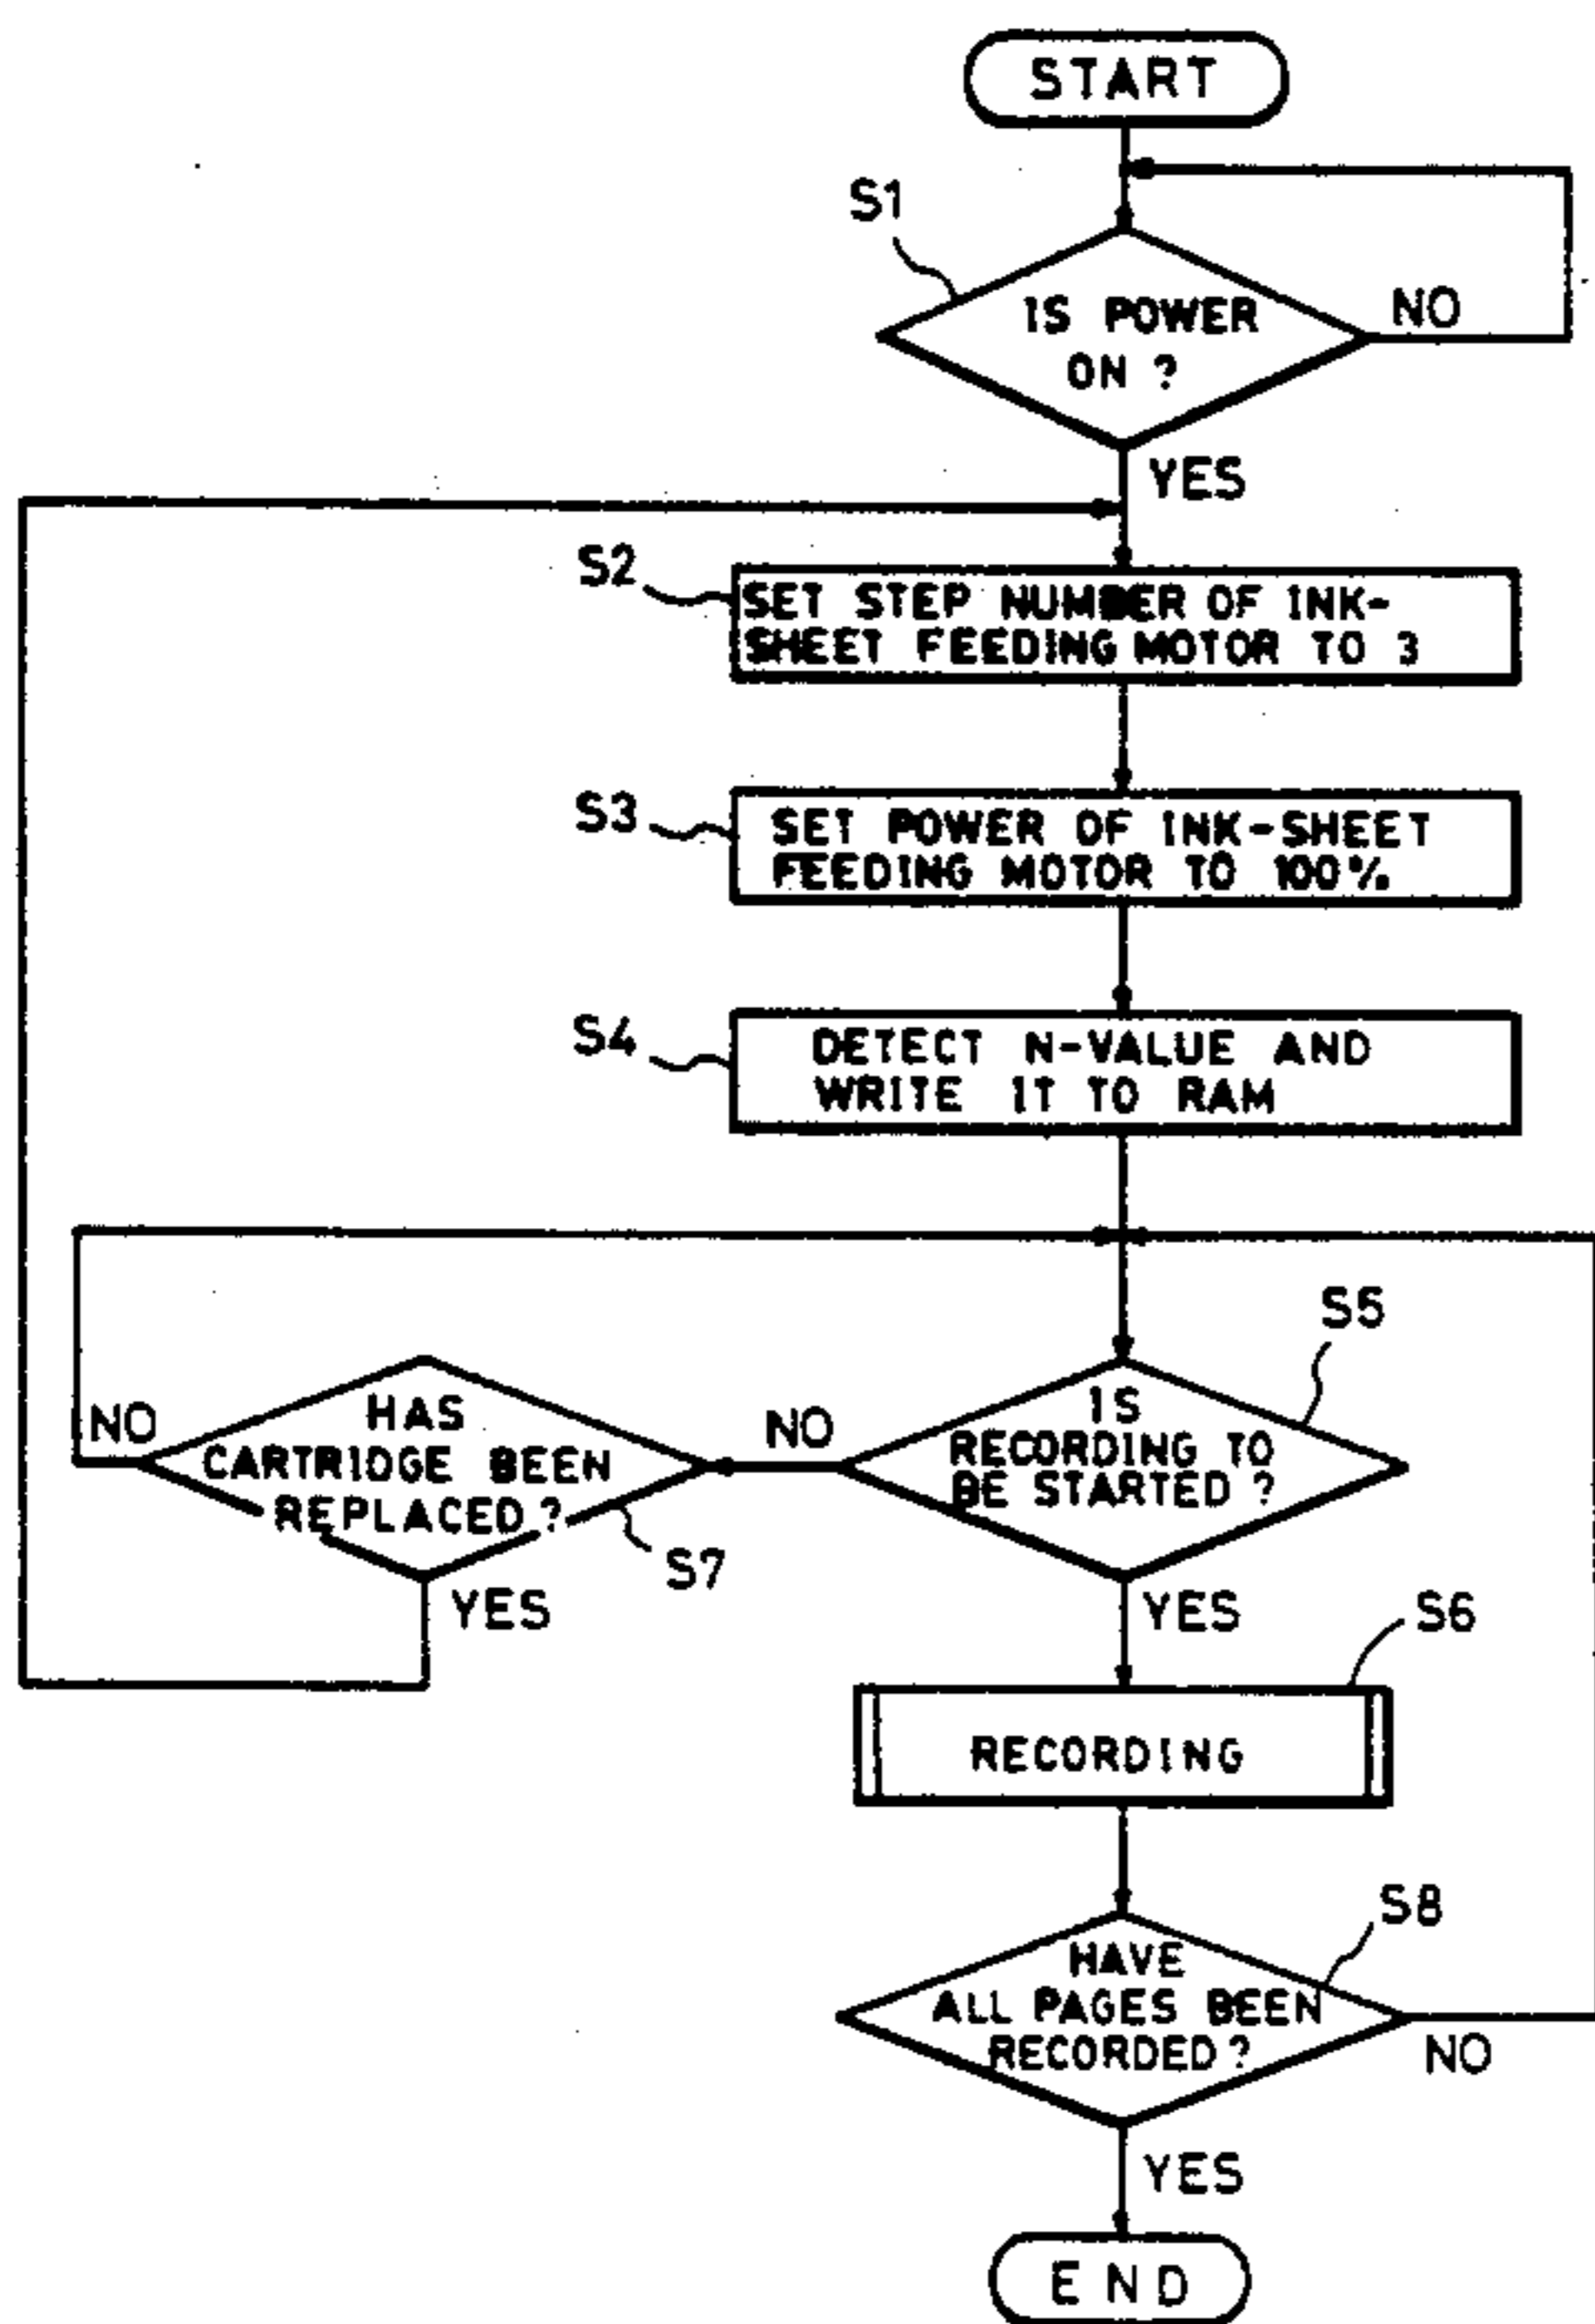 START
S1
IS POWER
ON ?
NO
YES
S2
SET STEP NUMBER OF INK-
SHEET FEEDING MOTOR TO 3
S3
SET POWER OF INK-SHEET
FEEDING MOTOR TO 100%
S4
DETECT N-VALUE AND
WRITE IT TO RAM
S5
IS
RECORDING TO
BE STARTED ?
NO
HAS
CARTRIDGE BEEN
REPLACED ?
NO
S7
YES
YES
S6
RECORDING
S8
HAVE
ALL PAGES BEEN
RECORDED ?
NO
YES
END